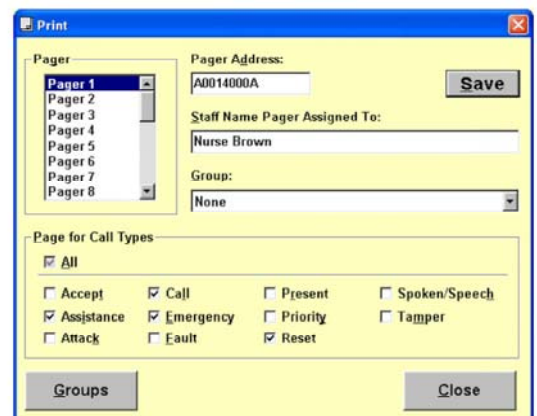 Print
Pager
Pager 1
Pager 2
Pager 3
Pager 4
Pager 5
Pager 6
Pager 7
Pager 8
Pager Address:
A0014000A
Save
Staff Name Pager Assigned To:
Nurse Brown
Group:
None
Page for Call Types
All
Accept Call Present Spoken/Speech
Assistance Emergency Priority Tamper
Attack Fault Reset
Groups Close